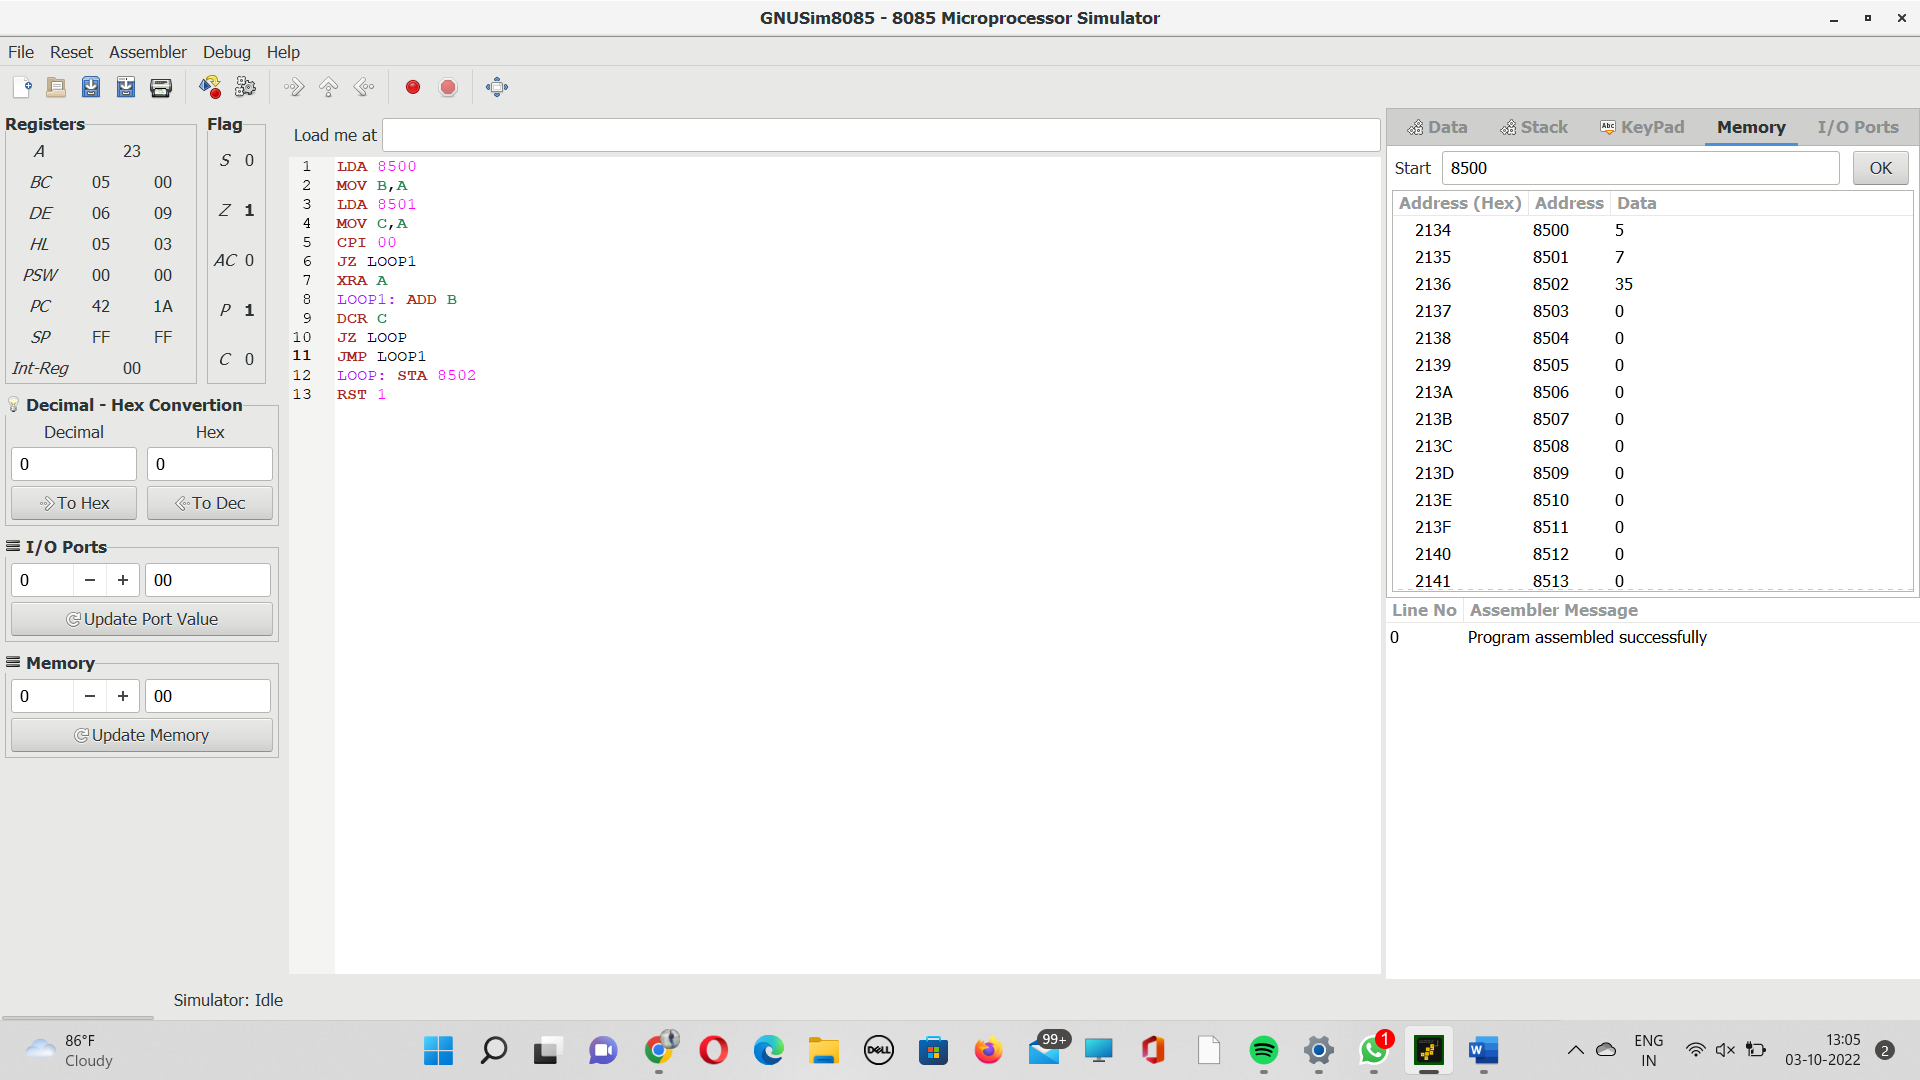 GNUSim8085 - 8085 Microprocessor Simulator
File Reset Assembler Debug Help
Registers
A 23
BC 05 00
DE 06 09
HL 05 03
PSW 00 00
PC 42 1A
SP FF FF
Int-Reg 00
Flag
S 0
Z 1
AC 0
P 1
C 0
Decimal - Hex Convertion
Decimal Hex
0 0
To Hex To Dec
I/O Ports
0 − + 00
Update Port Value
Memory
0 − + 00
Update Memory
Load me at
1 LDA 8500
2 MOV B,A
3 LDA 8501
4 MOV C,A
5 CPI 00
6 JZ LOOP1
7 XRA A
8 LOOP1: ADD B
9 DCR C
10 JZ LOOP
11 JMP LOOP1
12 LOOP: STA 8502
13 RST 1
Data Stack Abc KeyPad Memory I/O Ports
Start 8500 OK
Address (Hex) Address Data
2134 8500 5
2135 8501 7
2136 8502 35
2137 8503 0
2138 8504 0
2139 8505 0
213A 8506 0
213B 8507 0
213C 8508 0
213D 8509 0
213E 8510 0
213F 8511 0
2140 8512 0
2141 8513 0
Line No Assembler Message
0 Program assembled successfully
Simulator: Idle
86°F
Cloudy
DELL
99+
1
W
ENG
IN
13:05
03-10-2022
2